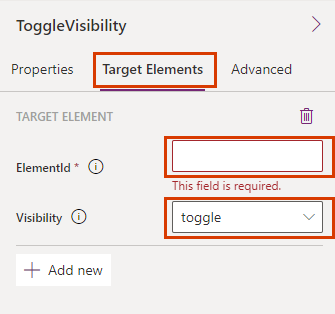 ToggleVisibility
Properties Target Elements Advanced
TARGET ELEMENT
ElementId *
This field is required.
Visibility toggle
Add new